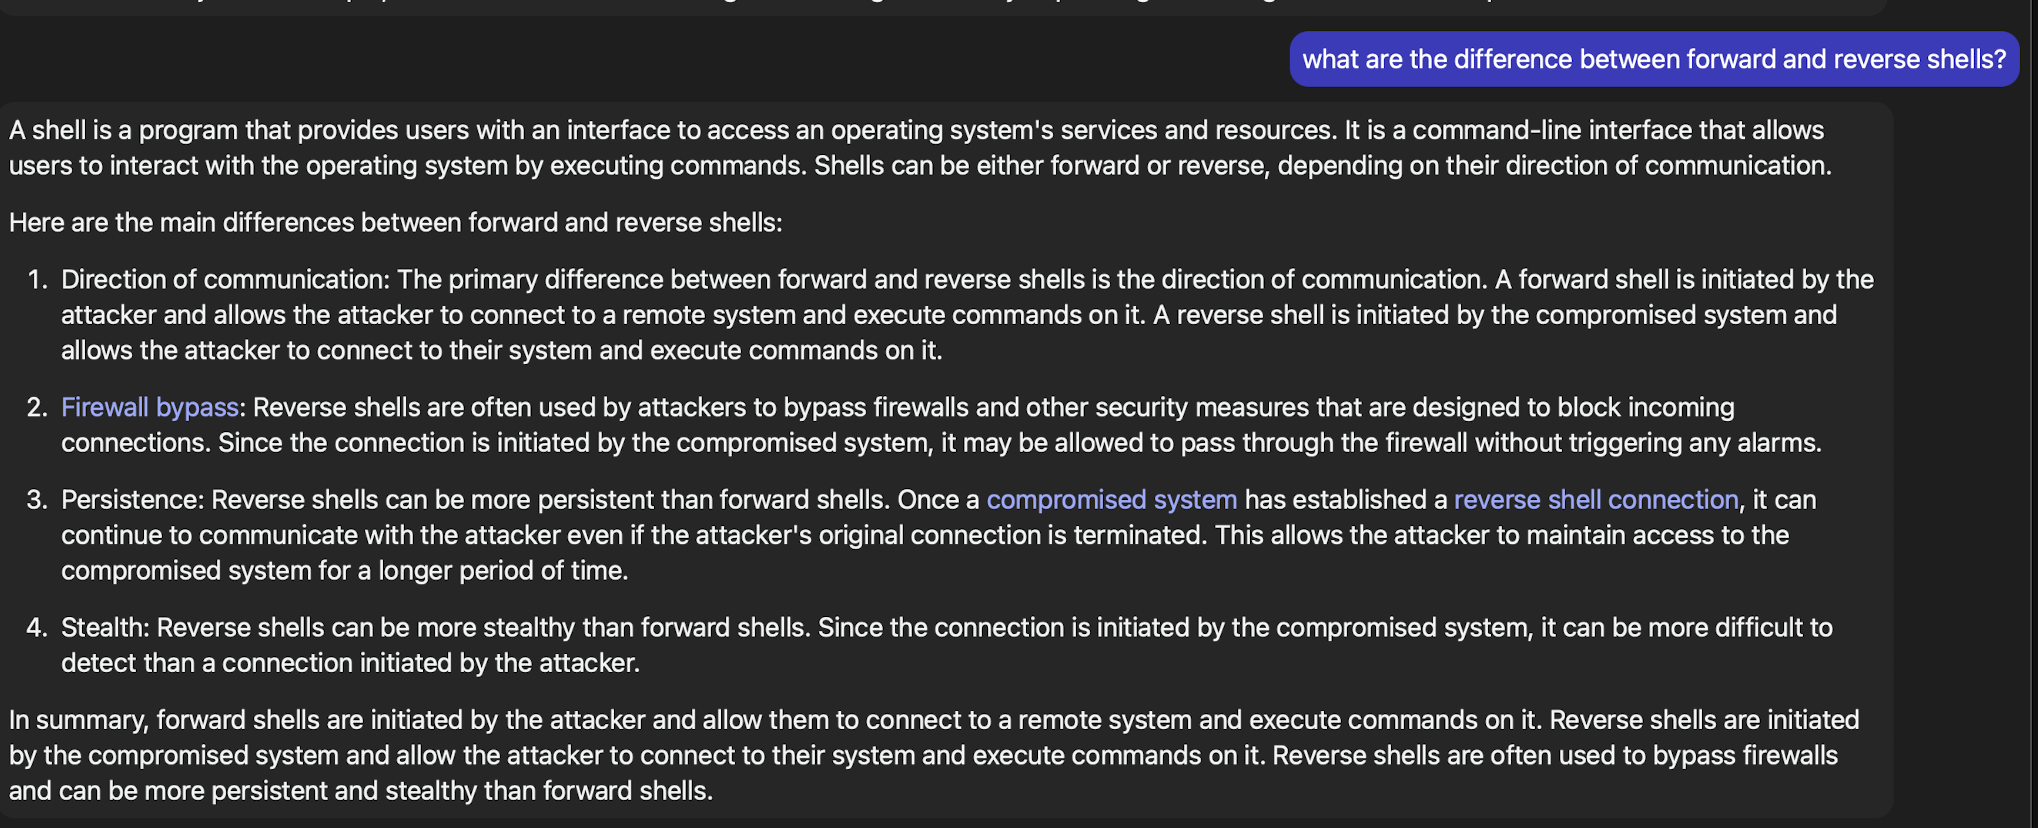 what are the difference between forward and reverse shells?
A shell is a program that provides users with an interface to access an operating system's services and resources. It is a command-line interface that allows
users to interact with the operating system by executing commands. Shells can be either forward or reverse, depending on their direction of communication.
Here are the main differences between forward and reverse shells:
1. Direction of communication: The primary difference between forward and reverse shells is the direction of communication. A forward shell is initiated by the
attacker and allows the attacker to connect to a remote system and execute commands on it. A reverse shell is initiated by the compromised system and
allows the attacker to connect to their system and execute commands on it.
2. Firewall bypass: Reverse shells are often used by attackers to bypass firewalls and other security measures that are designed to block incoming
connections. Since the connection is initiated by the compromised system, it may be allowed to pass through the firewall without triggering any alarms.
3. Persistence: Reverse shells can be more persistent than forward shells. Once a compromised system has established a reverse shell connection, it can
continue to communicate with the attacker even if the attacker's original connection is terminated. This allows the attacker to maintain access to the
compromised system for a longer period of time.
4. Stealth: Reverse shells can be more stealthy than forward shells. Since the connection is initiated by the compromised system, it can be more difficult to
detect than a connection initiated by the attacker.
In summary, forward shells are initiated by the attacker and allow them to connect to a remote system and execute commands on it. Reverse shells are initiated
by the compromised system and allow the attacker to connect to their system and execute commands on it. Reverse shells are often used to bypass firewalls
and can be more persistent and stealthy than forward shells.